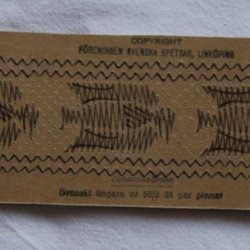 COPYRIGHT
FÖRENINGEN SVENSKA SPETSAR, LINKÖPING
Svenskt lingarn nr 50/2. 31 par pinnar